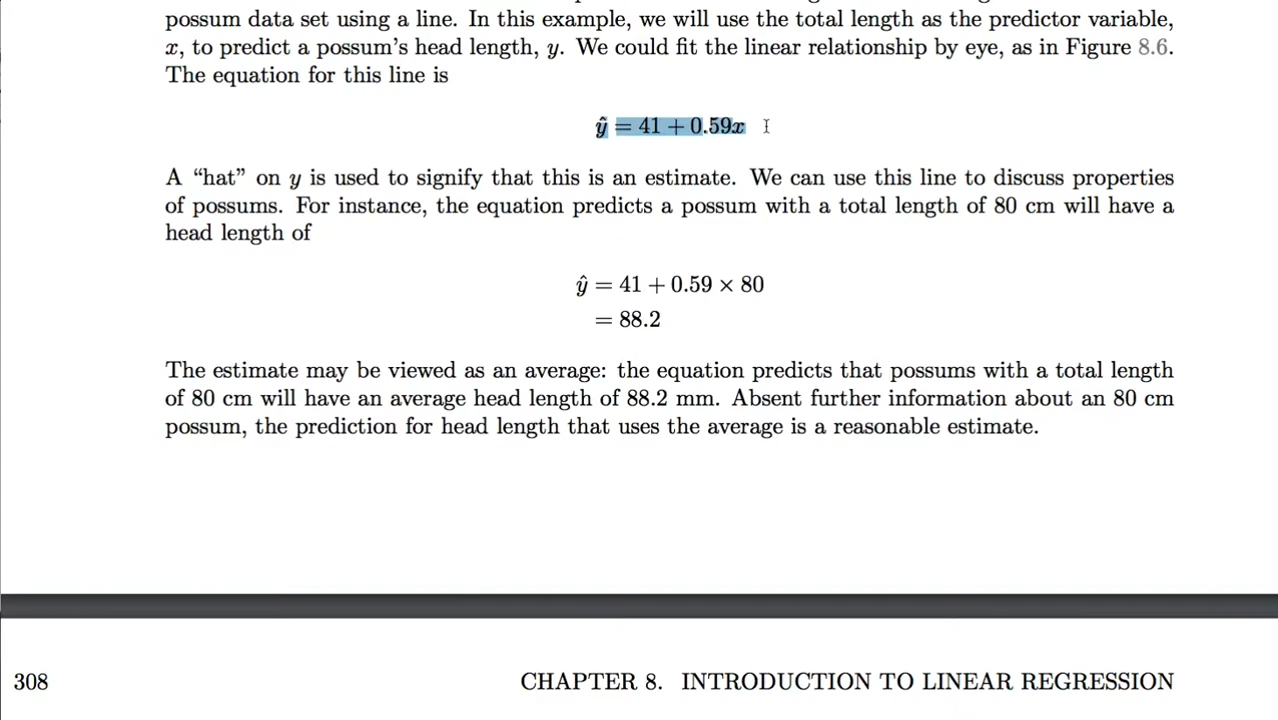 possum data set using a line. In this example, we will use the total length as the predictor variable,
x, to predict a possum's head length, y. We could fit the linear relationship by eye, as in Figure 8.6.
The equation for this line is
ŷ = 41 + 0.59x
A “hat” on y is used to signify that this is an estimate. We can use this line to discuss properties
of possums. For instance, the equation predicts a possum with a total length of 80 cm will have a
head length of
ŷ = 41 + 0.59 × 80
= 88.2
The estimate may be viewed as an average: the equation predicts that possums with a total length
of 80 cm will have an average head length of 88.2 mm. Absent further information about an 80 cm
possum, the prediction for head length that uses the average is a reasonable estimate.
308 CHAPTER 8. INTRODUCTION TO LINEAR REGRESSION